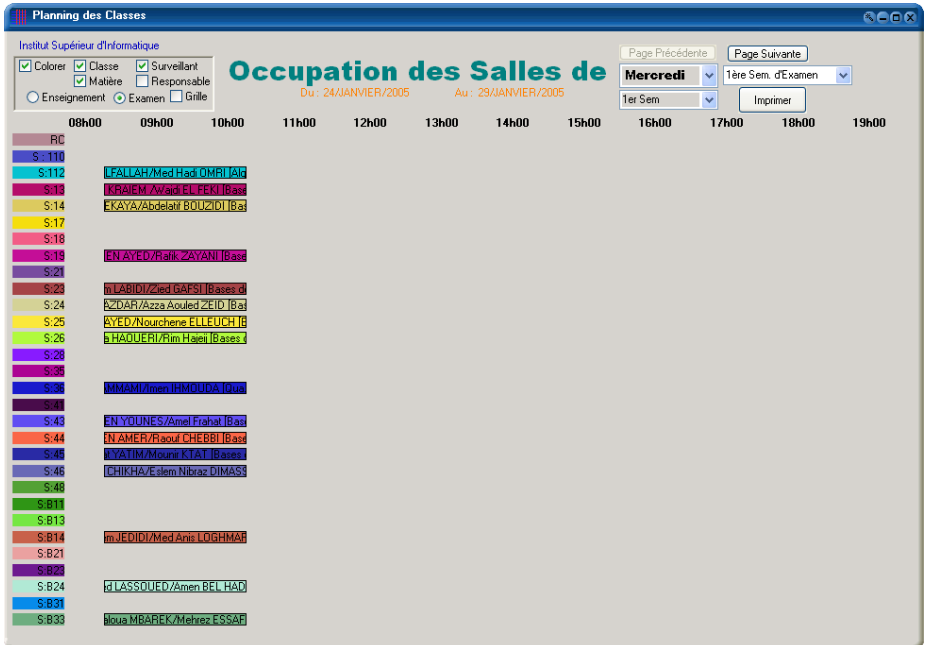 Planning des Classes
Institut Supérieur d'Informatique
Colorer Classe Surveillant
Matière Responsable
Enseignement Examen Grille
Occupation des Salles de
Du : 24/JANVIER/2005 Au : 29/JANVIER/2005
Page Précédente Page Suivante
Mercredi 1ère Sem. d'Examen
1er Sem Imprimer
08h00 09h00 10h00 11h00 12h00 13h00 14h00 15h00 16h00 17h00 18h00 19h00
RC
S : 110
S:112 LFALLAH/Med Hadi OMRI [Alg
S:13 KRAIEM /Wajdi EL FEKI [Base
S:14 EKAYA/Abdelatif BOUZIDI [Bas
S:17
S:18
S:19 EN AYED/Rafik ZAYANI [Base
S:21
S:23 m LABIDI/Zied GAFSI [Bases de
S:24 AZDAR/Azza Aouled ZEID [Bas
S:25 AYED/Nourchene ELLEUCH [B
S:26 a HAOUERI/Rim Hajeij [Bases d
S:28
S:35
S:36 AMMAMI/Imen IHMOUDA [Qua
S:41
S:43 EN YOUNES/Amel Frahat [Bas
S:44 EN AMER/Raouf CHEBBI [Base
S:45 YATIM/Mounir KTAT [Bases
S:46 CHIKHA/Eslem Nibraz DIMASS
S:48
S:B11
S:B13
S:B14 m JEDIDI/Med Anis LOGHMAR
S:B21
S:B23
S:B24 d LASSOUED/Amen BEL HAD
S:B31
S:B33 aloua MBAREK/Mehrez ESSAF